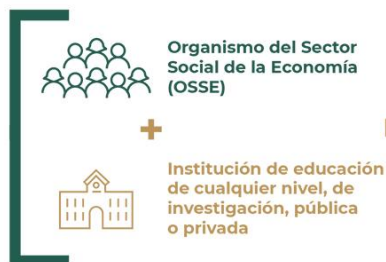 Organismo del Sector
Social de la Economía
(OSSE)
+
Institución de educación
de cualquier nivel, de
investigación, pública
o privada